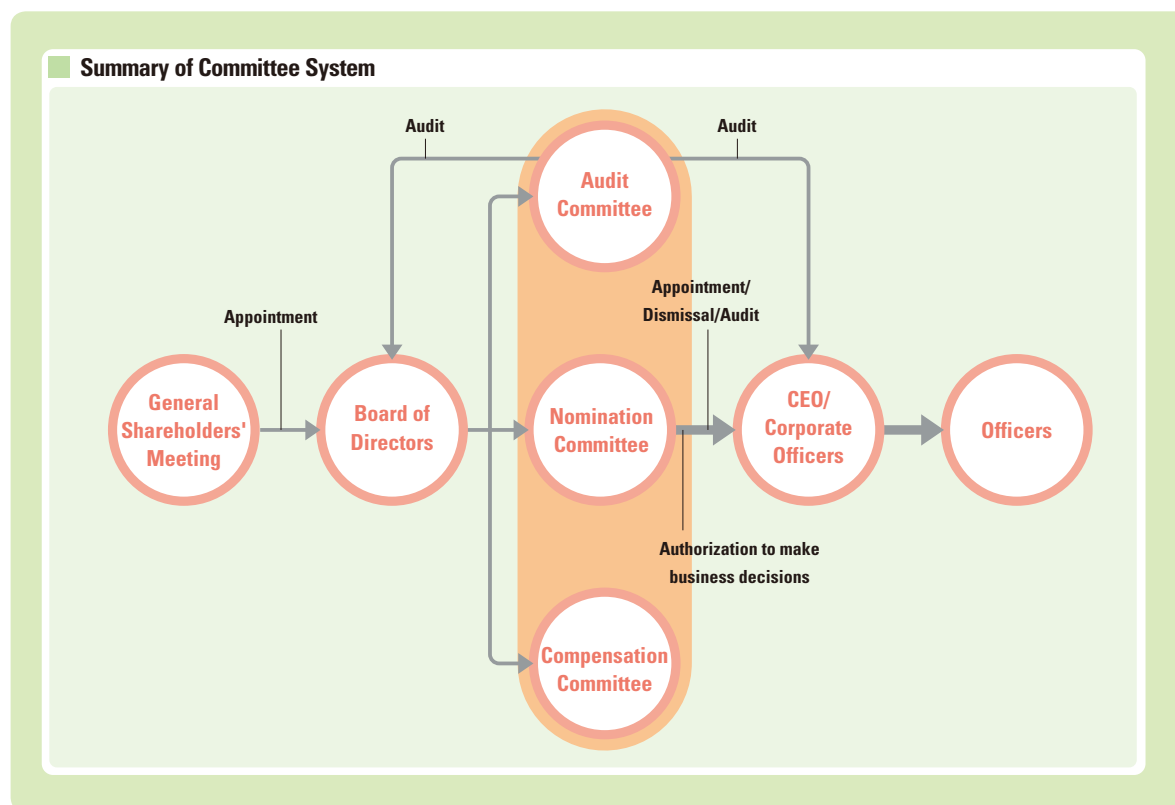 Summary of Committee System
Audit
Audit
Audit
Committee
Appointment/
Dismissal/Audit
Appointment
General
Shareholders'
Meeting
Board of
Directors
Nomination
Committee
CEO/
Corporate
Officers
Officers
Authorization to make
business decisions
Compensation
Committee